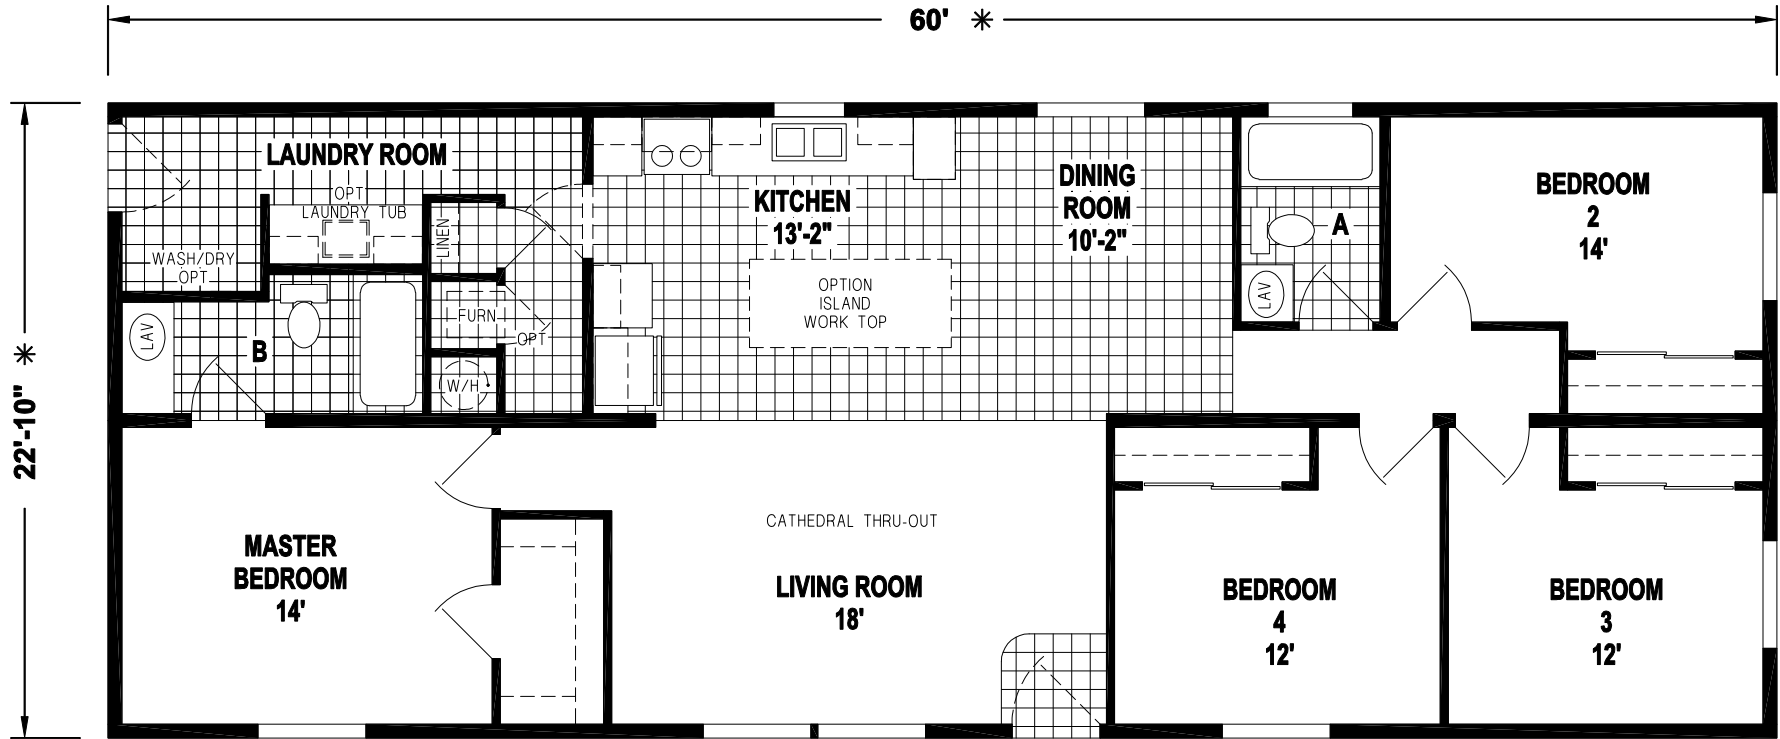 60' ✳
22'-10" ✳
LAUNDRY ROOM
OPT
LAUNDRY TUB
WASH/DRY
OPT
LINEN
FURN
OPT
W/H
LAV
B
KITCHEN
13'-2"
OPTION
ISLAND
WORK TOP
DINING
ROOM
10'-2"
A
LAV
BEDROOM
2
14'
MASTER
BEDROOM
14'
CATHEDRAL THRU-OUT
LIVING ROOM
18'
BEDROOM
4
12'
BEDROOM
3
12'